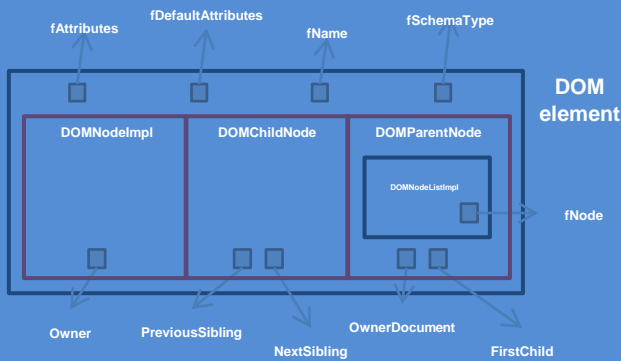 fAttributes
fDefaultAttributes
fName
fSchemaType
DOM
element
DOMNodeImpl
DOMChildNode
DOMParentNode
DOMNodeListImpl
fNode
Owner
PreviousSibling
NextSibling
OwnerDocument
FirstChild